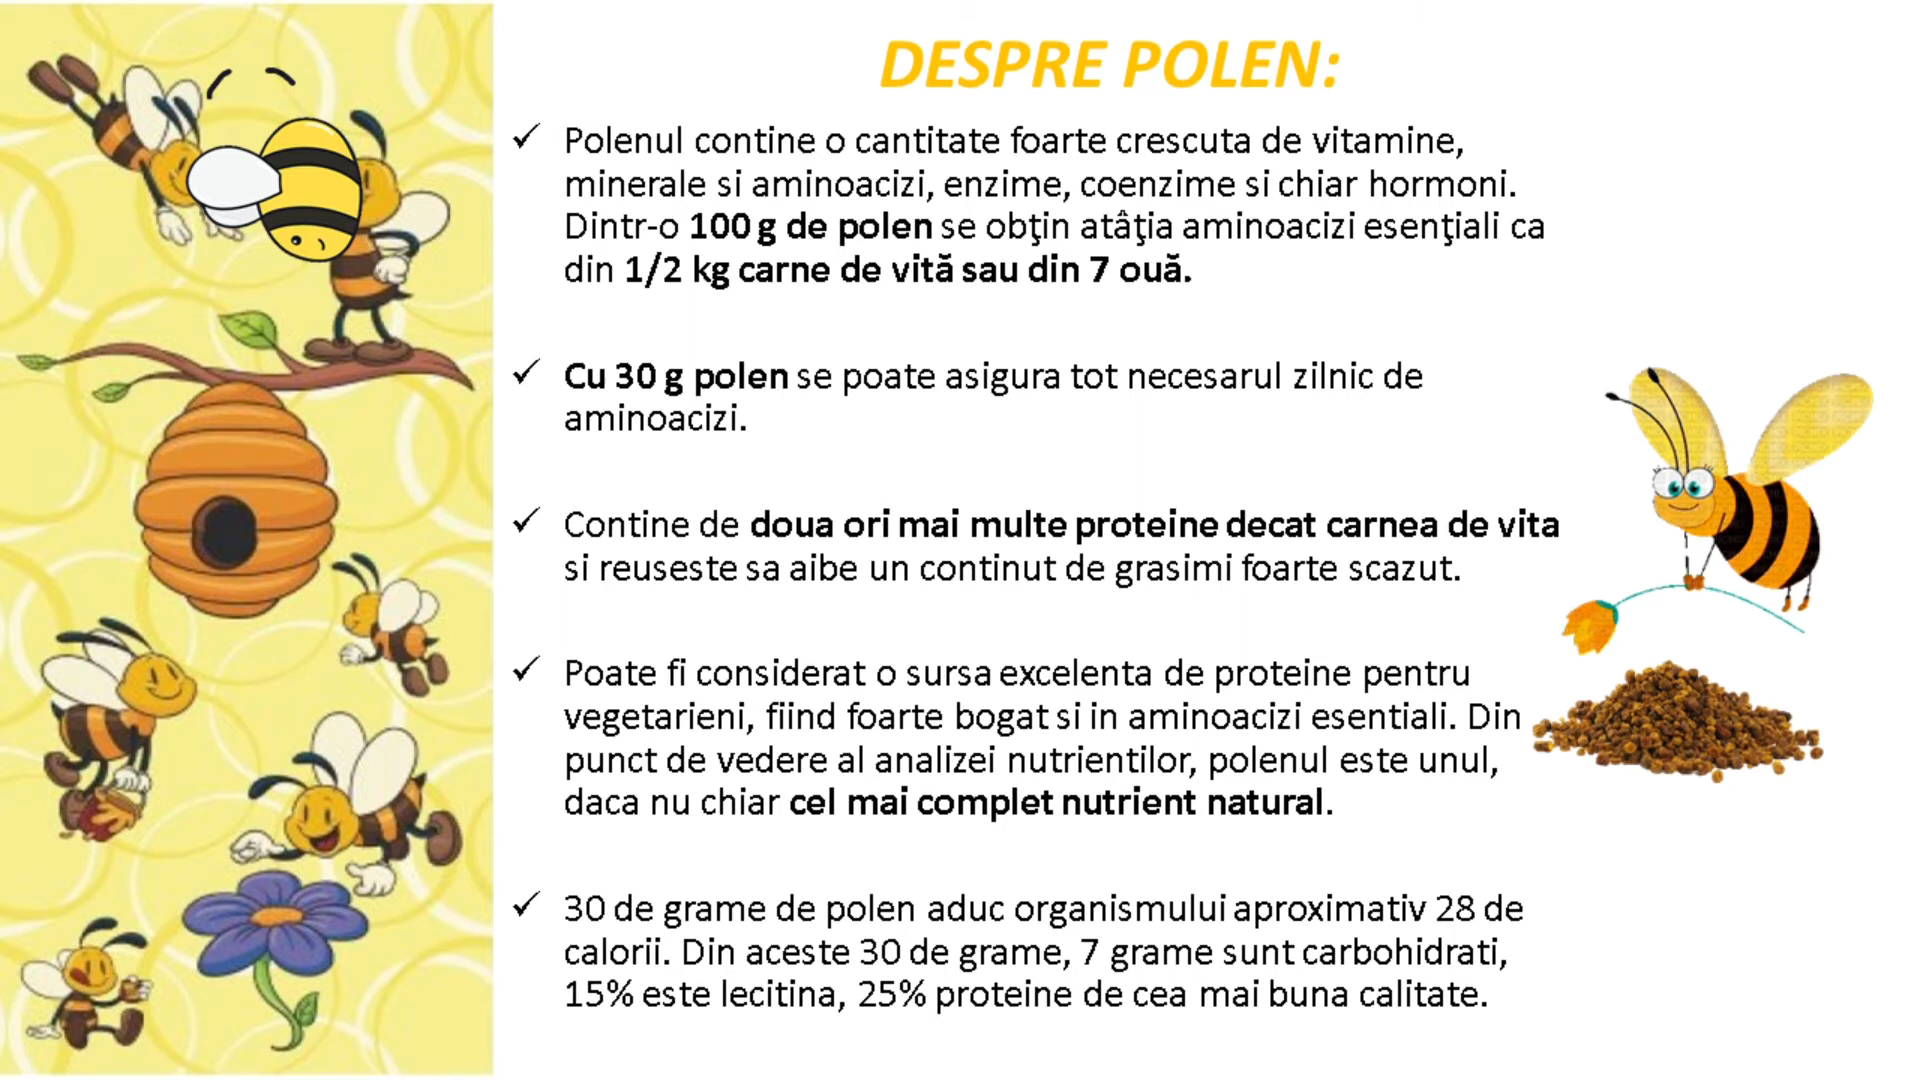 DESPRE POLEN:
Polenul contine o cantitate foarte crescuta de vitamine,
minerale si aminoacizi, enzime, coenzime si chiar hormoni.
Dintr-o 100 g de polen se obţin atâţia aminoacizi esenţiali ca
din 1/2 kg carne de vită sau din 7 ouă.
Cu 30 g polen se poate asigura tot necesarul zilnic de
aminoacizi.
Contine de doua ori mai multe proteine decat carnea de vita
si reuseste sa aibe un continut de grasimi foarte scazut.
Poate fi considerat o sursa excelenta de proteine pentru
vegetarieni, fiind foarte bogat si in aminoacizi esentiali. Din
punct de vedere al analizei nutrientilor, polenul este unul,
daca nu chiar cel mai complet nutrient natural.
30 de grame de polen aduc organismului aproximativ 28 de
calorii. Din aceste 30 de grame, 7 grame sunt carbohidrati,
15% este lecitina, 25% proteine de cea mai buna calitate.